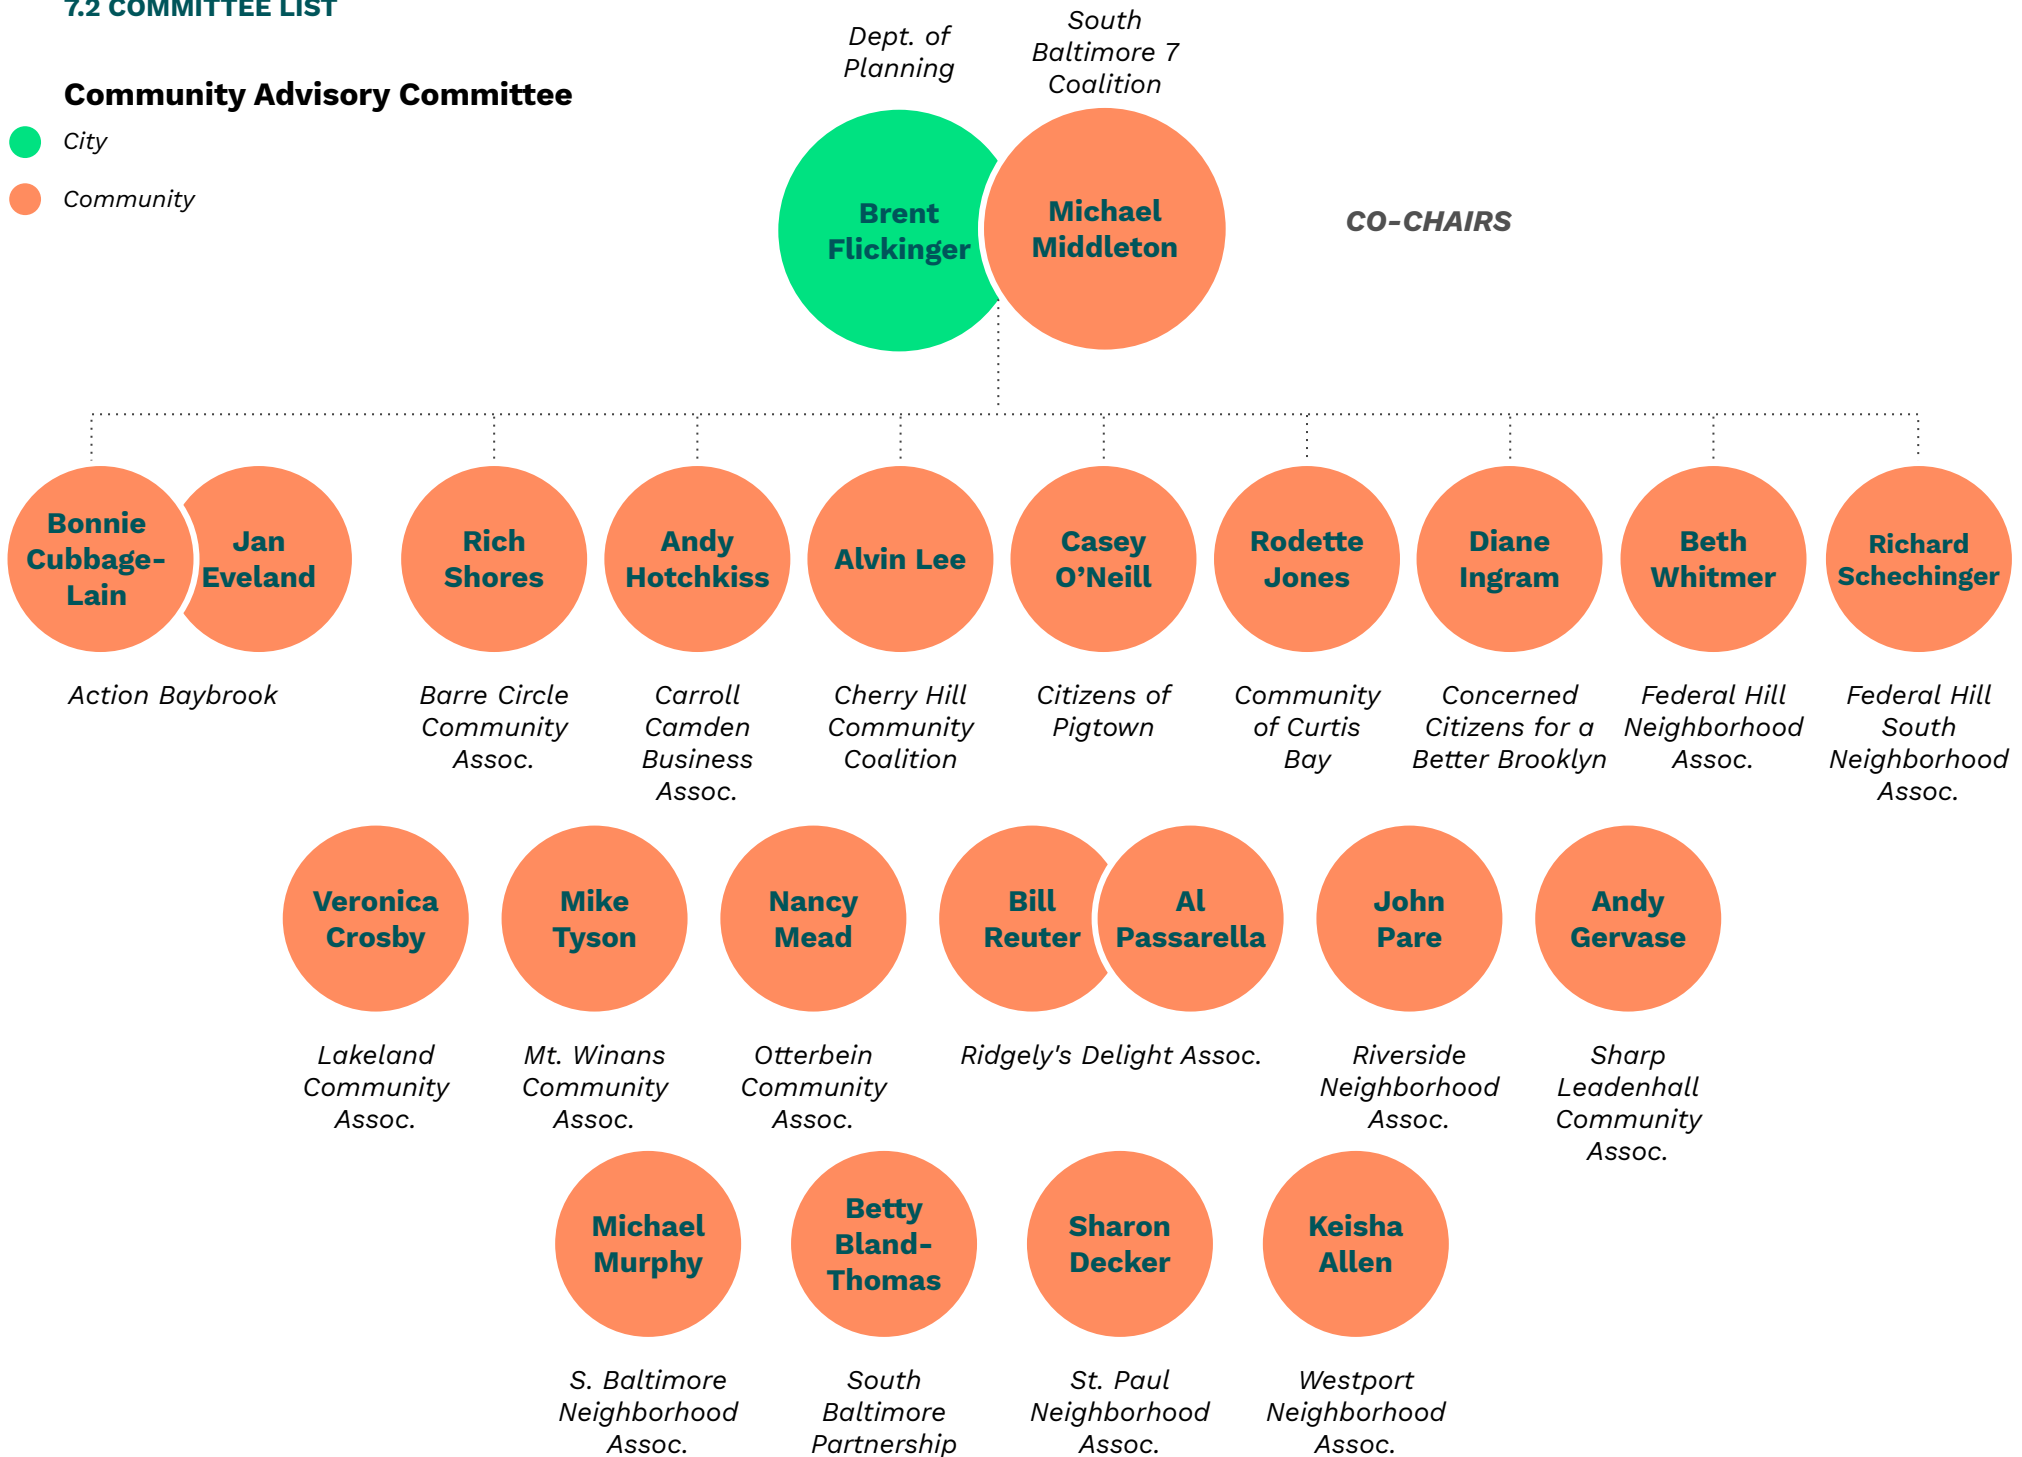 7.2 COMMITTEE LIST
Community Advisory Committee
City
Community
Dept. of
Planning
South
Baltimore 7
Coalition
Brent
Flickinger
Michael
Middleton
CO-CHAIRS
Bonnie
Cubbage-
Lain
Jan
Eveland
Action Baybrook
Rich
Shores
Barre Circle
Community
Assoc.
Andy
Hotchkiss
Carroll
Camden
Business
Assoc.
Alvin Lee
Cherry Hill
Community
Coalition
Casey
O’Neill
Citizens of
Pigtown
Rodette
Jones
Community
of Curtis
Bay
Diane
Ingram
Concerned
Citizens for a
Better Brooklyn
Beth
Whitmer
Federal Hill
Neighborhood
Assoc.
Richard
Schechinger
Federal Hill
South
Neighborhood
Assoc.
Veronica
Crosby
Lakeland
Community
Assoc.
Mike
Tyson
Mt. Winans
Community
Assoc.
Nancy
Mead
Otterbein
Community
Assoc.
Bill
Reuter
Al
Passarella
Ridgely's Delight Assoc.
John
Pare
Riverside
Neighborhood
Assoc.
Andy
Gervase
Sharp
Leadenhall
Community
Assoc.
Michael
Murphy
S. Baltimore
Neighborhood
Assoc.
Betty
Bland-
Thomas
South
Baltimore
Partnership
Sharon
Decker
St. Paul
Neighborhood
Assoc.
Keisha
Allen
Westport
Neighborhood
Assoc.